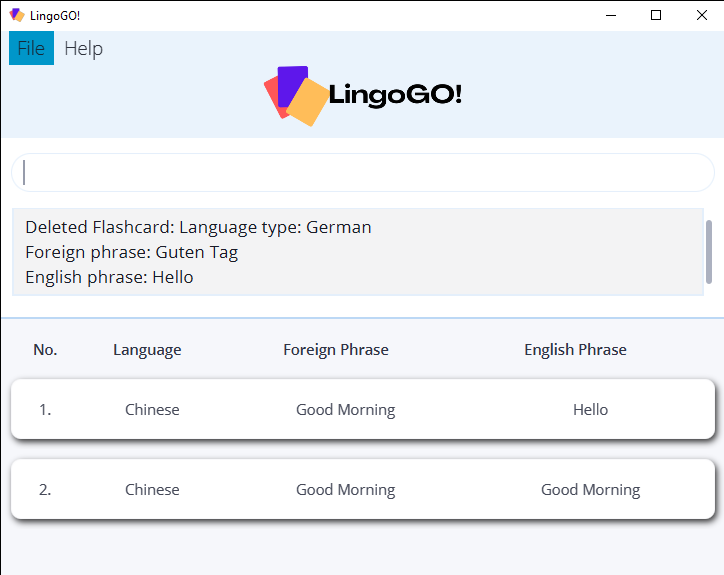 LingoGO!
File Help
LingoGO!
Deleted Flashcard: Language type: German
Foreign phrase: Guten Tag
English phrase: Hello
No. Language Foreign Phrase English Phrase
1. Chinese Good Morning Hello
2. Chinese Good Morning Good Morning